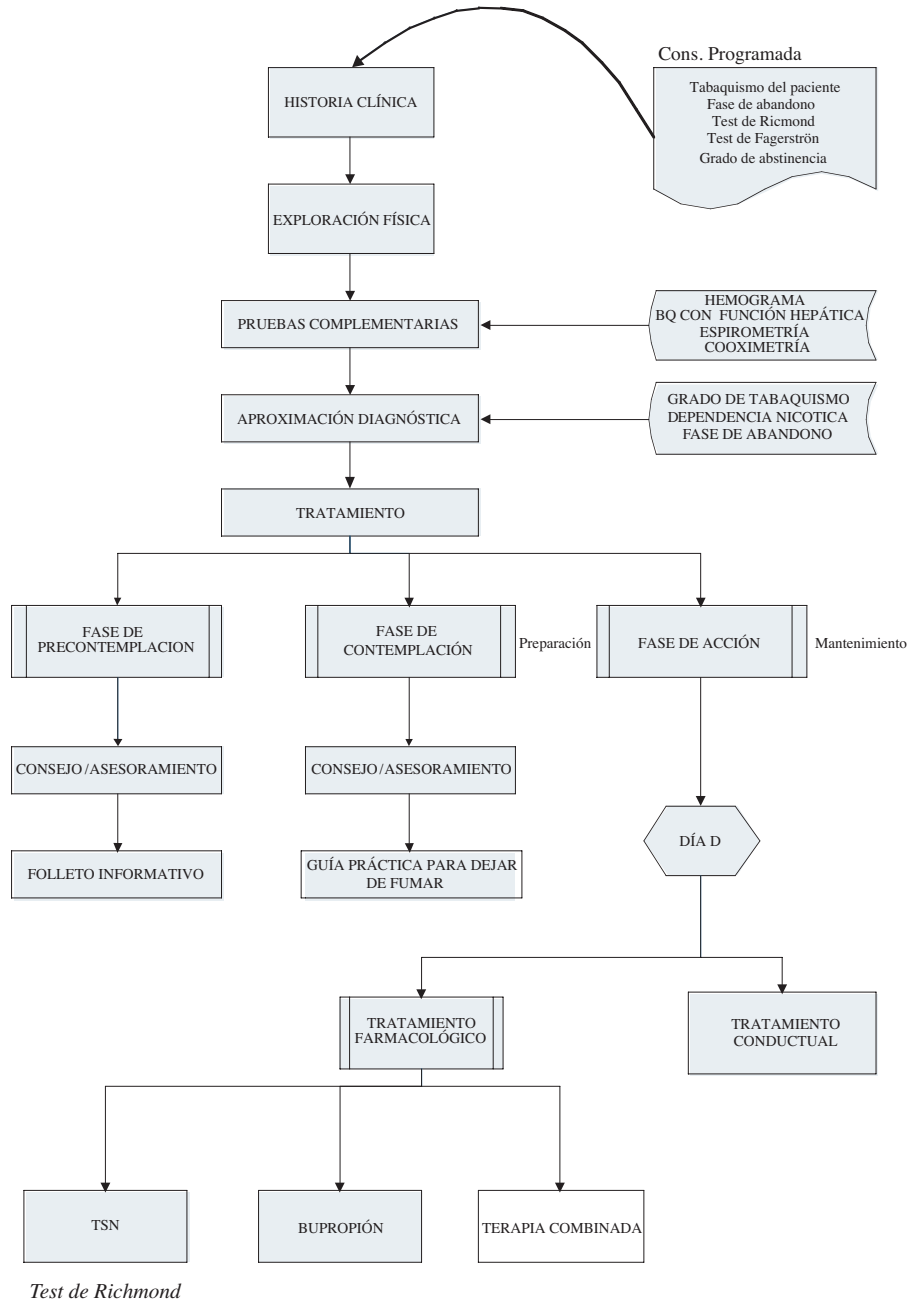 Cons. Programada
Tabaquismo del paciente
Fase de abandono
Test de Ricmond
Test de Fagerströn
Grado de abstinencia
HISTORIA CLÍNICA
EXPLORACIÓN FÍSICA
PRUEBAS COMPLEMENTARIAS
HEMOGRAMA
BQ CON FUNCIÓN HEPÁTICA
ESPIROMETRÍA
COOXIMETRÍA
APROXIMACIÓN DIAGNÓSTICA
GRADO DE TABAQUISMO
DEPENDENCIA NICOTICA
FASE DE ABANDONO
TRATAMIENTO
FASE DE
PRECONTEMPLACION
FASE DE
CONTEMPLACIÓN
Preparación
FASE DE ACCIÓN
Mantenimiento
CONSEJO/ASESORAMIENTO
CONSEJO/ASESORAMIENTO
DÍA D
FOLLETO INFORMATIVO
GUÍA PRÁCTICA PARA DEJAR
DE FUMAR
TRATAMIENTO
FARMACOLÓGICO
TRATAMIENTO
CONDUCTUAL
TSN
BUPROPIÓN
TERAPIA COMBINADA
Test de Richmond